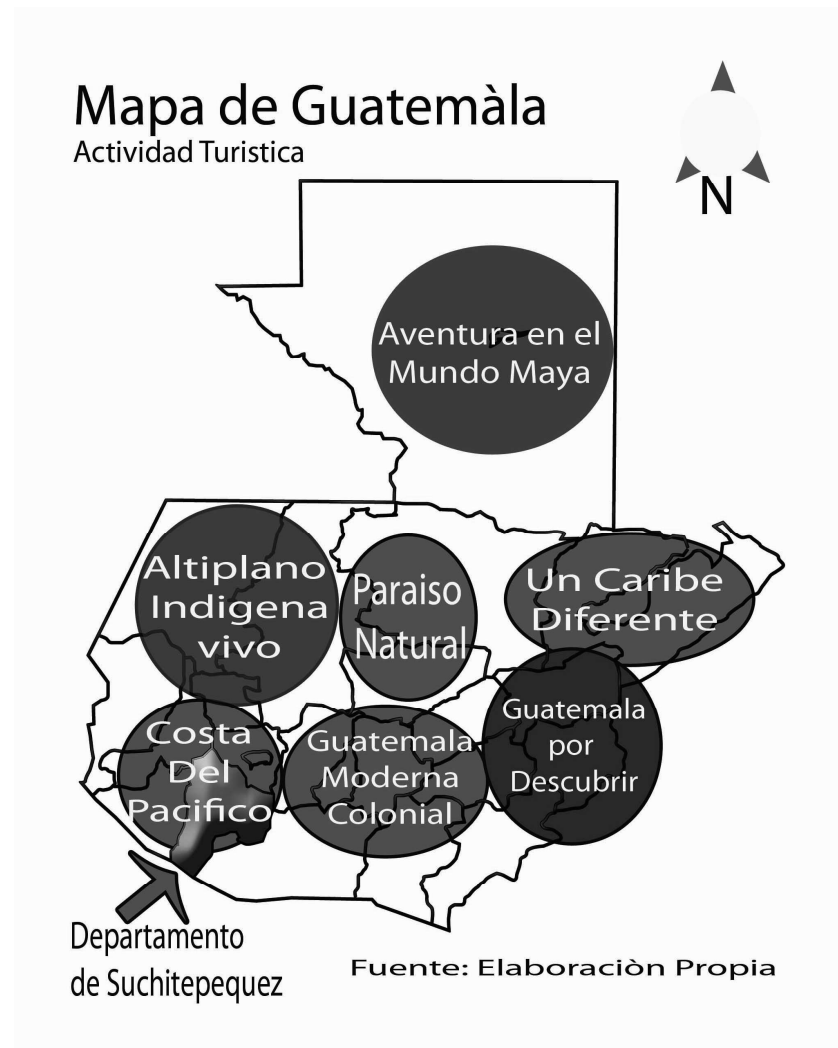 Mapa de Guatemàla
Actividad Turistica
N
Aventura en el
Mundo Maya
Altiplano
Indigena
vivo
Paraiso
Natural
Un Caribe
Diferente
Costa
Del
Pacifico
Guatemala
Moderna
Colonial
Guatemala
por
Descubrir
Departamento
de Suchitepequez
Fuente: Elaboraciòn Propia